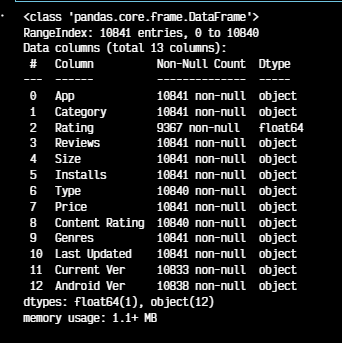 <class 'pandas.core.frame.DataFrame'>
RangeIndex: 10841 entries, 0 to 10840
Data columns (total 13 columns):
 #   Column          Non-Null Count  Dtype
---  ------          --------------  -----
 0   App             10841 non-null  object
 1   Category        10841 non-null  object
 2   Rating          9367 non-null   float64
 3   Reviews         10841 non-null  object
 4   Size            10841 non-null  object
 5   Installs        10841 non-null  object
 6   Type            10840 non-null  object
 7   Price           10841 non-null  object
 8   Content Rating  10840 non-null  object
 9   Genres          10841 non-null  object
 10  Last Updated    10841 non-null  object
 11  Current Ver     10833 non-null  object
 12  Android Ver     10838 non-null  object
dtypes: float64(1), object(12)
memory usage: 1.1+ MB